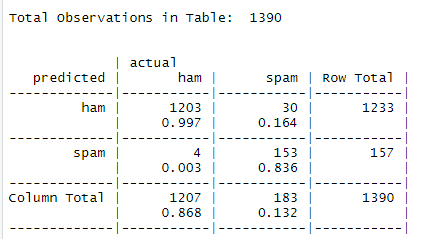 Total Observations in Table:  1390
             | actual
   predicted |       ham |      spam | Row Total |
-------------|-----------|-----------|-----------|
         ham |      1203 |        30 |      1233 |
             |     0.997 |     0.164 |           |
-------------|-----------|-----------|-----------|
        spam |         4 |       153 |       157 |
             |     0.003 |     0.836 |           |
-------------|-----------|-----------|-----------|
Column Total |      1207 |       183 |      1390 |
             |     0.868 |     0.132 |           |
-------------|-----------|-----------|-----------|